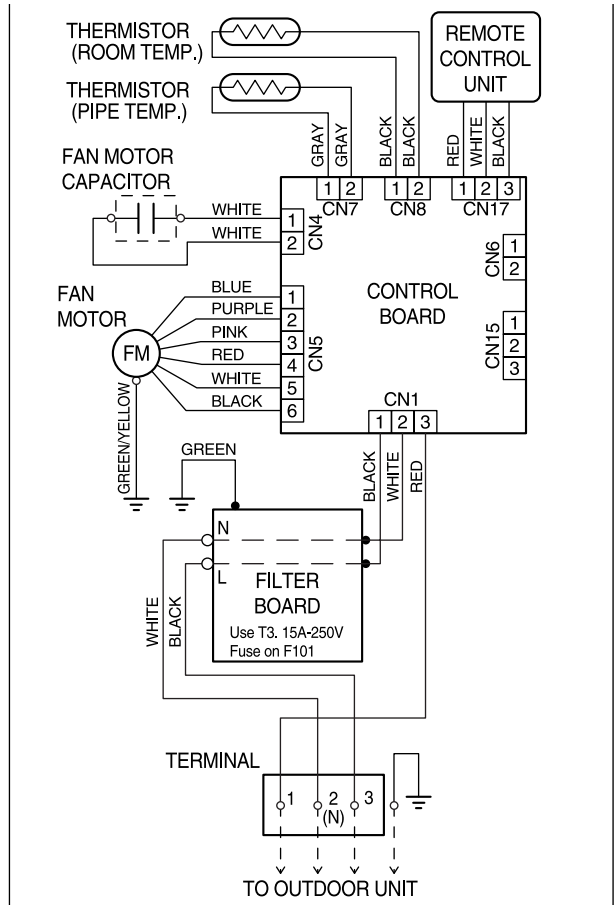 THERMISTOR
(ROOM TEMP.)
THERMISTOR
(PIPE TEMP.)
REMOTE
CONTROL
UNIT
GRAY
GRAY
BLACK
BLACK
RED
WHITE
BLACK
FAN MOTOR
CAPACITOR
WHITE
WHITE
1 2
CN7
1 2
CN8
1 2 3
CN17
1
2
CN4
CN6
1
2
FAN
MOTOR
FM
BLUE
PURPLE
PINK
RED
WHITE
BLACK
1
2
3
4
5
6
CN5
CONTROL
BOARD
CN15
1
2
3
CN1
1 2 3
GREEN/YELLOW
GREEN
BLACK
WHITE
RED
N
L
FILTER
BOARD
Use T3. 15A-250V
Fuse on F101
WHITE
BLACK
TERMINAL
1 2 3
(N)
TO OUTDOOR UNIT